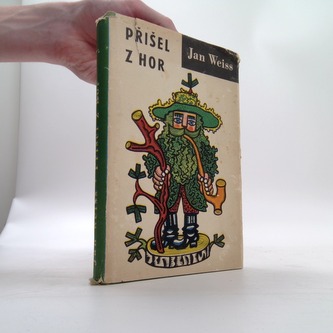 PŘIŠEL
Z HOR
Jan Weiss